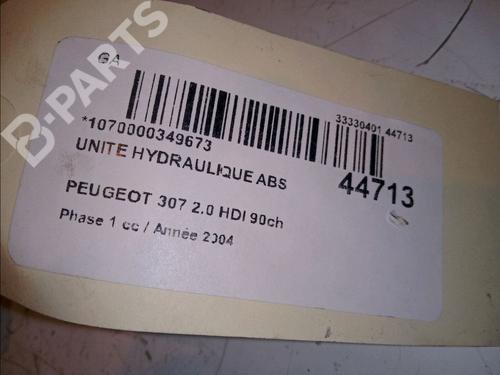 B-PARTS
GA
33330401 44713
*1070000349673
UNITE HYDRAULIQUE ABS
44713
PEUGEOT 307 2.0 HDI 90ch
Phase 1 cc / Année 2004